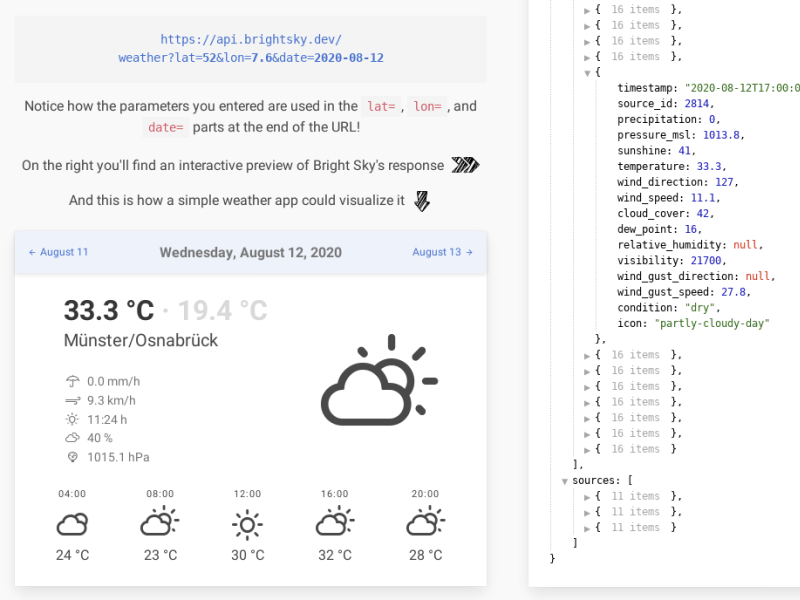 https://api.brightsky.dev/
weather?lat=52&lon=7.6&date=2020-08-12
Notice how the parameters you entered are used in the lat= , lon= , and
date= parts at the end of the URL!
On the right you'll find an interactive preview of Bright Sky's response
And this is how a simple weather app could visualize it
← August 11
Wednesday, August 12, 2020
August 13 →
33.3 °C · 19.4 °C
Münster/Osnabrück
0.0 mm/h
9.3 km/h
11:24 h
40 %
1015.1 hPa
04:00 08:00 12:00 16:00 20:00
24 °C 23 °C 30 °C 32 °C 28 °C
{ 16 items },
{ 16 items },
{ 16 items },
{ 16 items },
{
timestamp: "2020-08-12T17:00:0
source_id: 2814,
precipitation: 0,
pressure_msl: 1013.8,
sunshine: 41,
temperature: 33.3,
wind_direction: 127,
wind_speed: 11.1,
cloud_cover: 42,
dew_point: 16,
relative_humidity: null,
visibility: 21700,
wind_gust_direction: null,
wind_gust_speed: 27.8,
condition: "dry",
icon: "partly-cloudy-day"
},
{ 16 items },
{ 16 items },
{ 16 items },
{ 16 items },
{ 16 items },
{ 16 items },
{ 16 items }
],
sources: [
{ 11 items },
{ 11 items },
{ 11 items }
]
}